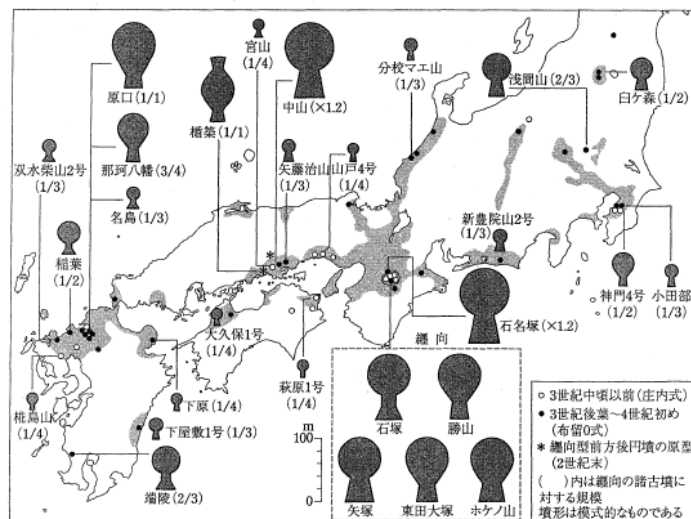 宮山
(1/4)
中山(×1.2)
分校マエ山
(1/3)
浅間山(2/3)
臼ケ森(1/2)
原口(1/1)
楯築(1/1)
双水柴山2号
(1/3)
那珂八幡(3/4)
名島(1/3)
矢藤治山
(1/3)
山戸4号
(1/4)
新豊院山2号
(1/3)
稲葉
(1/2)
神門4号
(1/2)
小田部
(1/3)
石名塚(×1.2)
大久保1号
(1/4)
萩原1号
(1/4)
纏向
石塚
勝山
矢塚
東田大塚
ホケノ山
椛島山
(1/4)
下原(1/4)
下屋敷1号(1/3)
端陵(2/3)
m
100
0
○ 3世紀中頃以前(庄内式)
● 3世紀後葉~4世紀初め
(布留0式)
* 纒向型前方後円墳の原型
(2世紀末)
( )内は纒向の諸古墳に
対する規模
墳形は模式的なものである